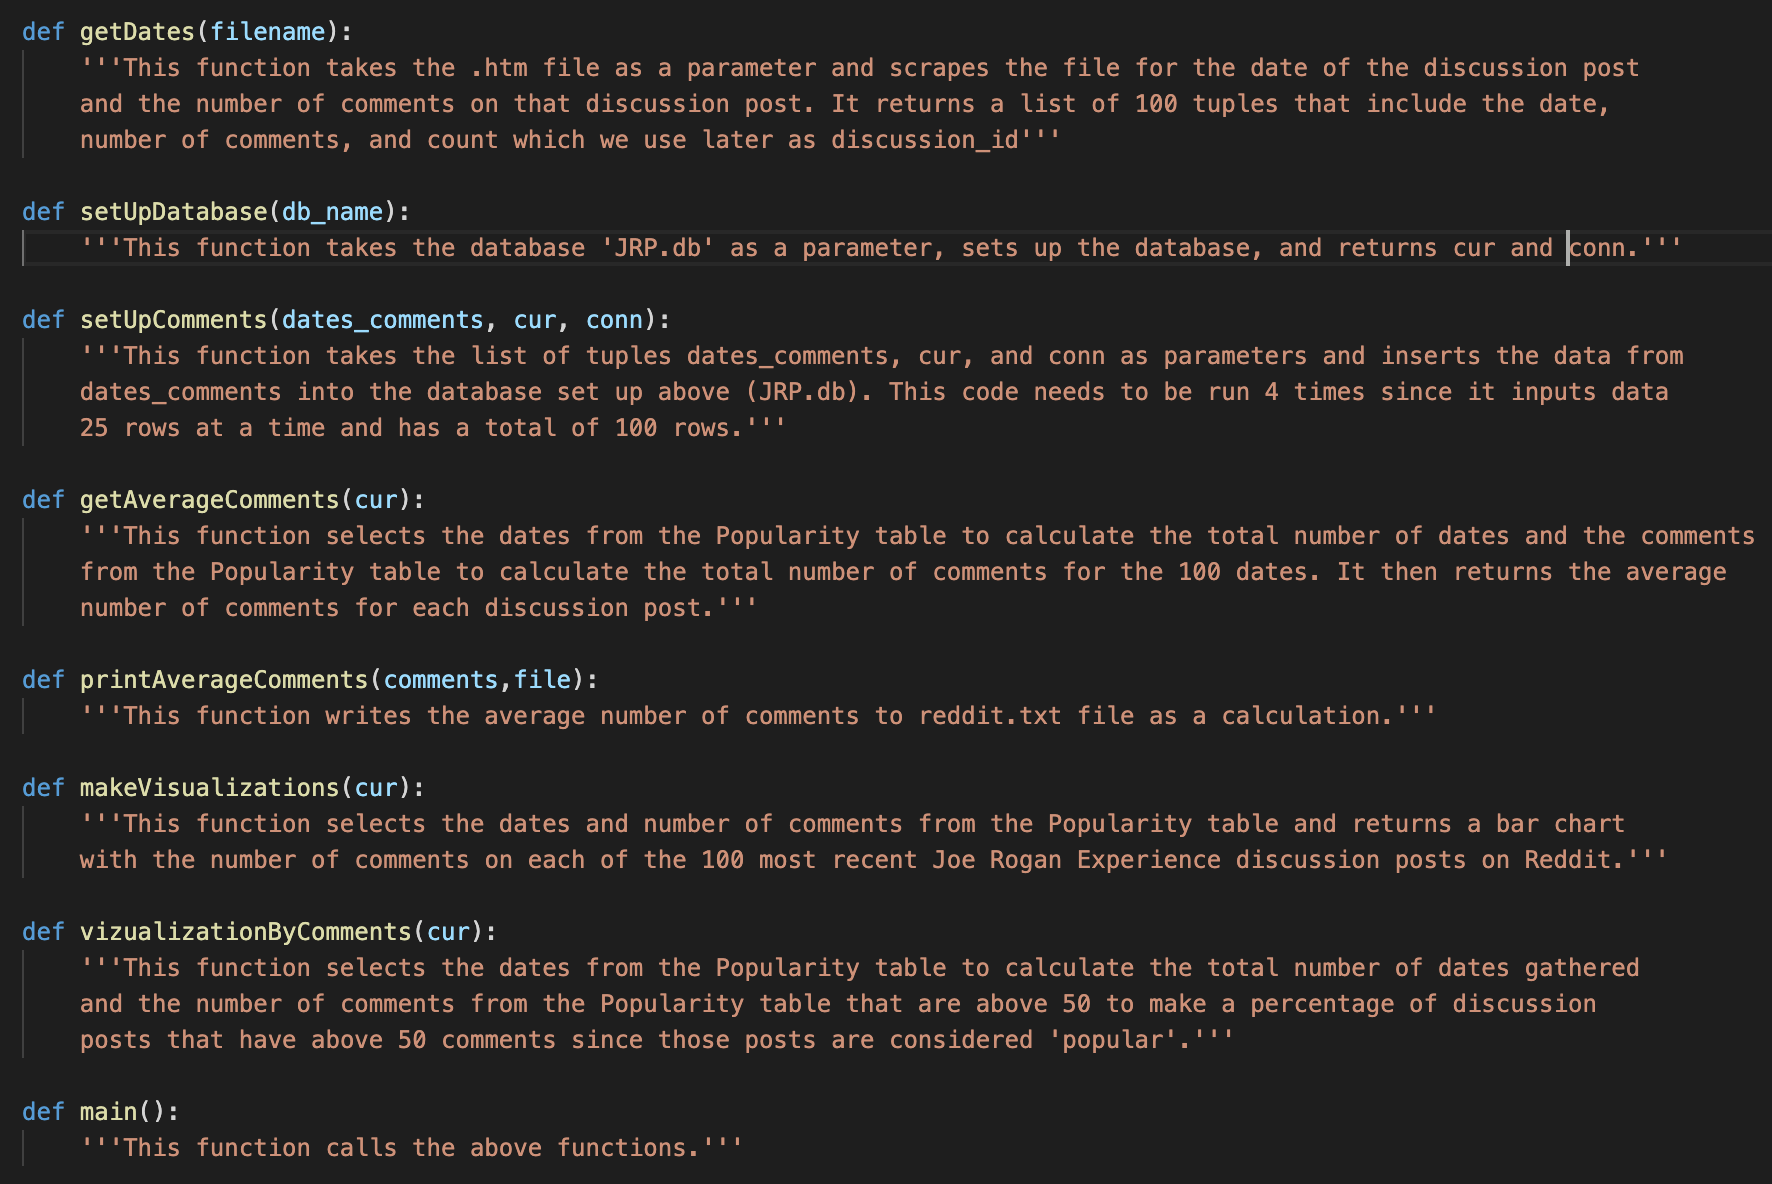 def getDates(filename):
'''This function takes the .htm file as a parameter and scrapes the file for the date of the discussion post
and the number of comments on that discussion post. It returns a list of 100 tuples that include the date,
number of comments, and count which we use later as discussion_id'''
def setUpDatabase(db_name):
'''This function takes the database 'JRP.db' as a parameter, sets up the database, and returns cur and conn.'''
def setUpComments(dates_comments, cur, conn):
'''This function takes the list of tuples dates_comments, cur, and conn as parameters and inserts the data from
dates_comments into the database set up above (JRP.db). This code needs to be run 4 times since it inputs data
25 rows at a time and has a total of 100 rows.'''
def getAverageComments(cur):
'''This function selects the dates from the Popularity table to calculate the total number of dates and the comments
from the Popularity table to calculate the total number of comments for the 100 dates. It then returns the average
number of comments for each discussion post.'''
def printAverageComments(comments,file):
'''This function writes the average number of comments to reddit.txt file as a calculation.'''
def makeVisualizations(cur):
'''This function selects the dates and number of comments from the Popularity table and returns a bar chart
with the number of comments on each of the 100 most recent Joe Rogan Experience discussion posts on Reddit.'''
def vizualizationByComments(cur):
'''This function selects the dates from the Popularity table to calculate the total number of dates gathered
and the number of comments from the Popularity table that are above 50 to make a percentage of discussion
posts that have above 50 comments since those posts are considered 'popular'.'''
def main():
'''This function calls the above functions.'''